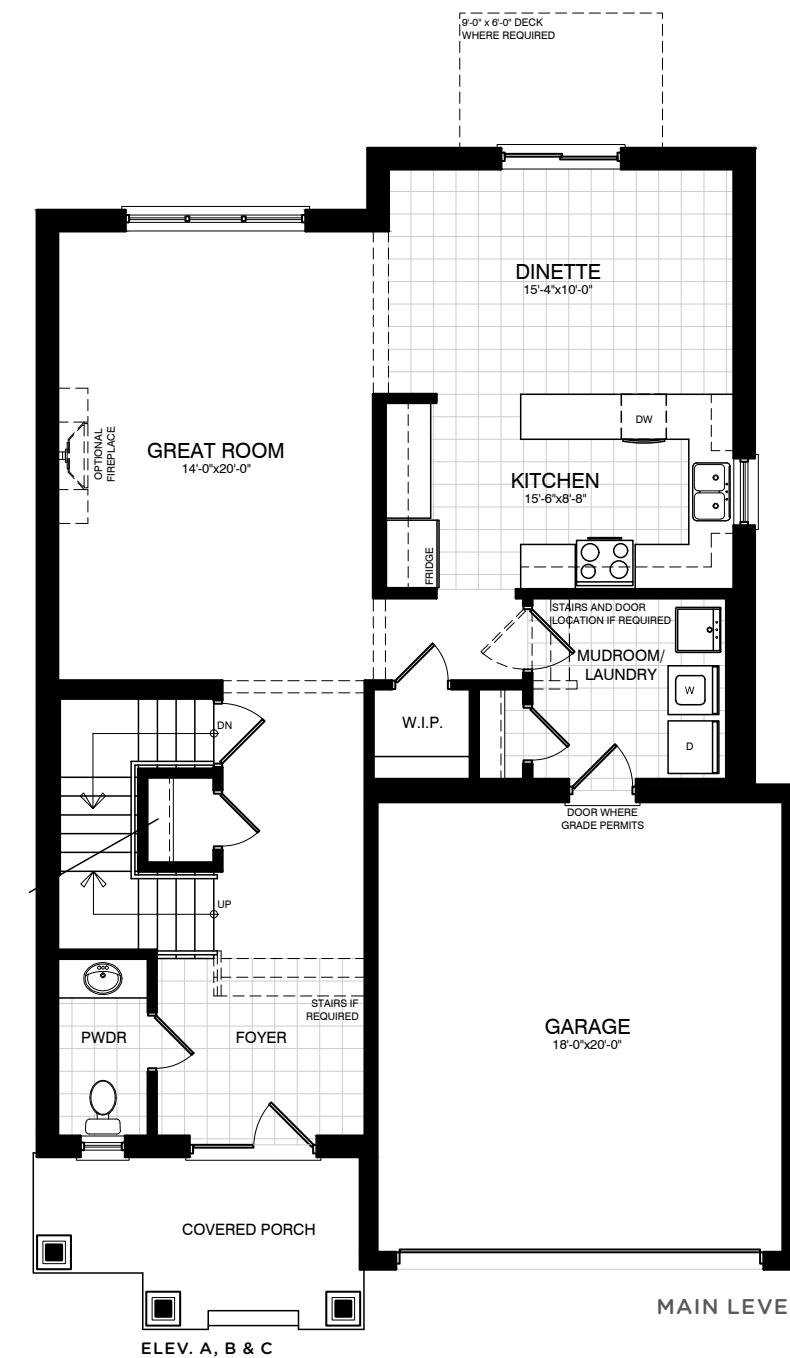 9'-0" x 6'-0" DECK
WHERE REQUIRED
DINETTE
15'-4"x10'-0"
DW
GREAT ROOM
14'-0"x20'-0"
OPTIONAL
FIREPLACE
KITCHEN
15'-6"x8'-8"
FRIDGE
STAIRS AND DOOR
LOCATION IF REQUIRED
MUDROOM/
LAUNDRY
W
D
W.I.P.
DN
DOOR WHERE
GRADE PERMITS
UP
STAIRS IF
REQUIRED
PWDR
FOYER
GARAGE
18'-0"x20'-0"
COVERED PORCH
MAIN LEVE
ELEV. A, B & C